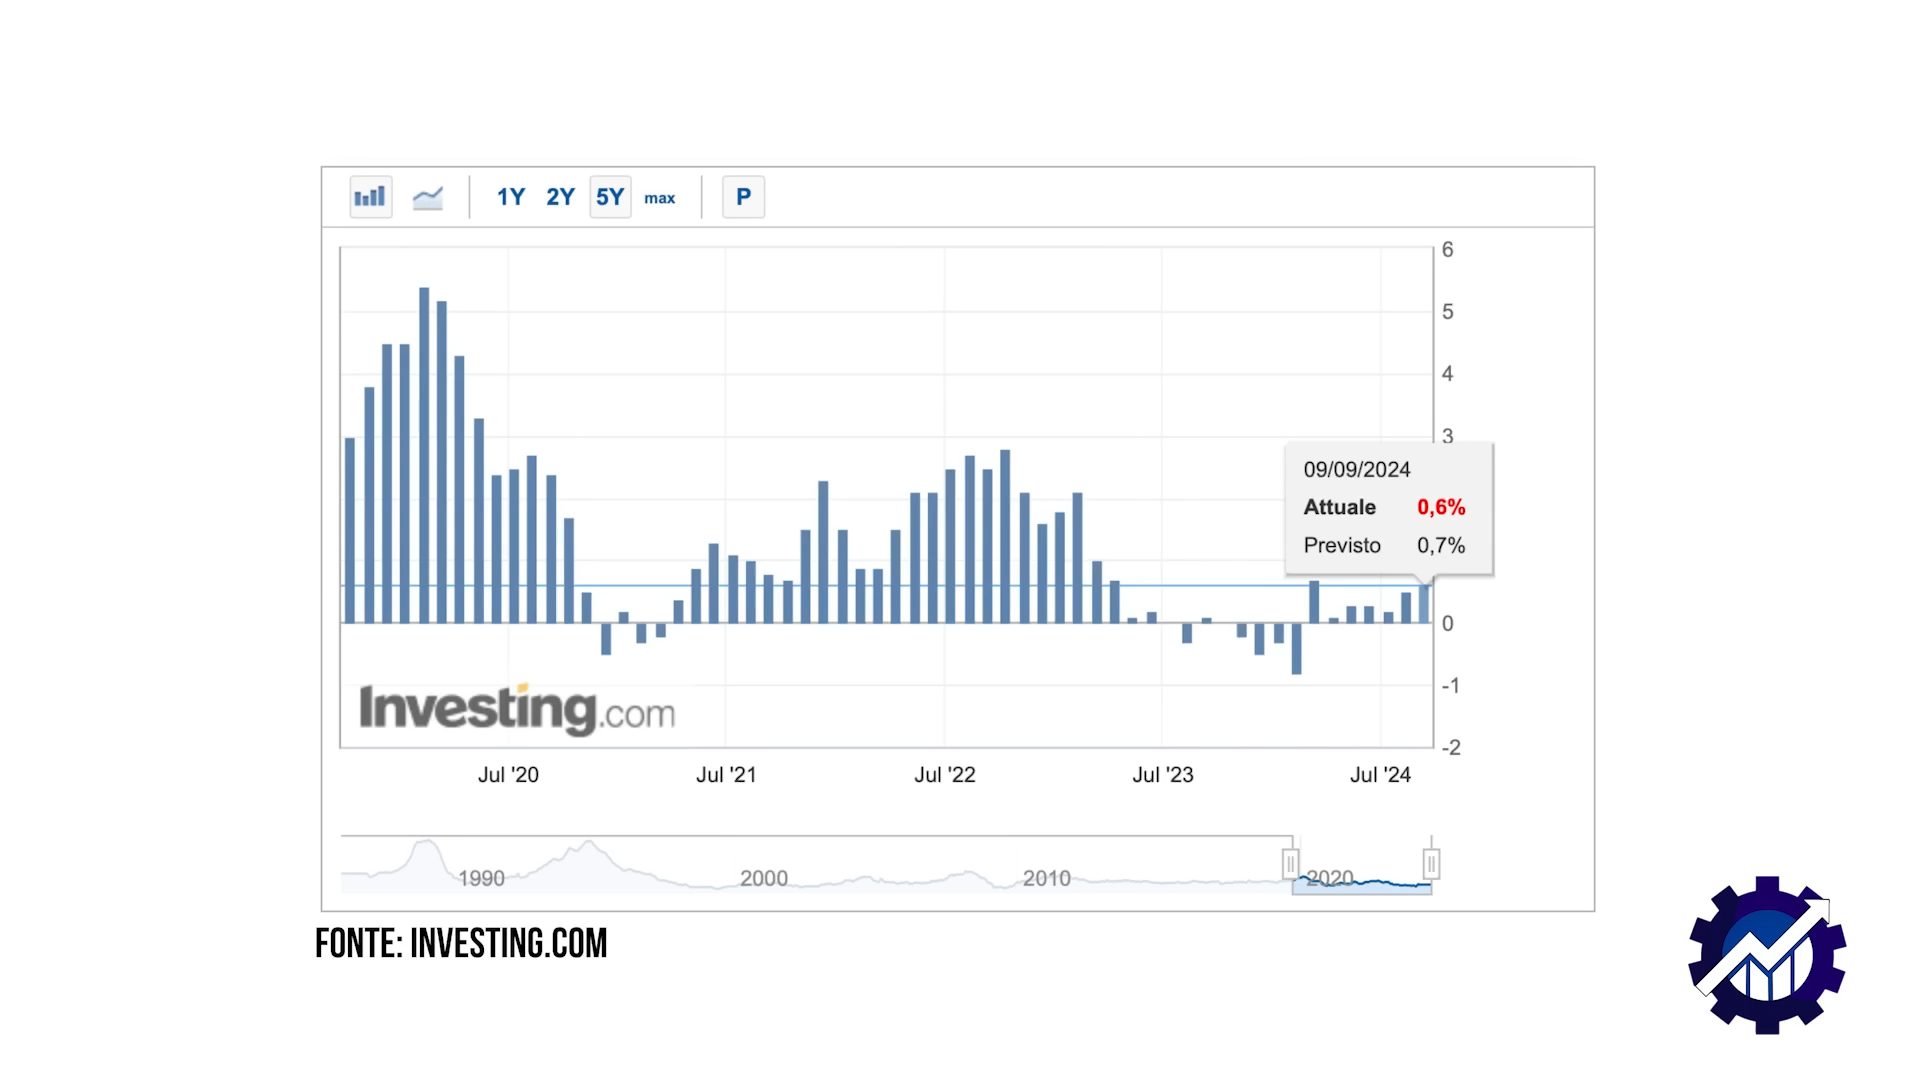 1Y 2Y 5Y max P
6
5
4
3
09/09/2024
Attuale 0,6%
Previsto 0,7%
0
-1
-2
Investing.com
Jul '20 Jul '21 Jul '22 Jul '23 Jul '24
1990 2000 2010 2020
FONTE: INVESTING.COM